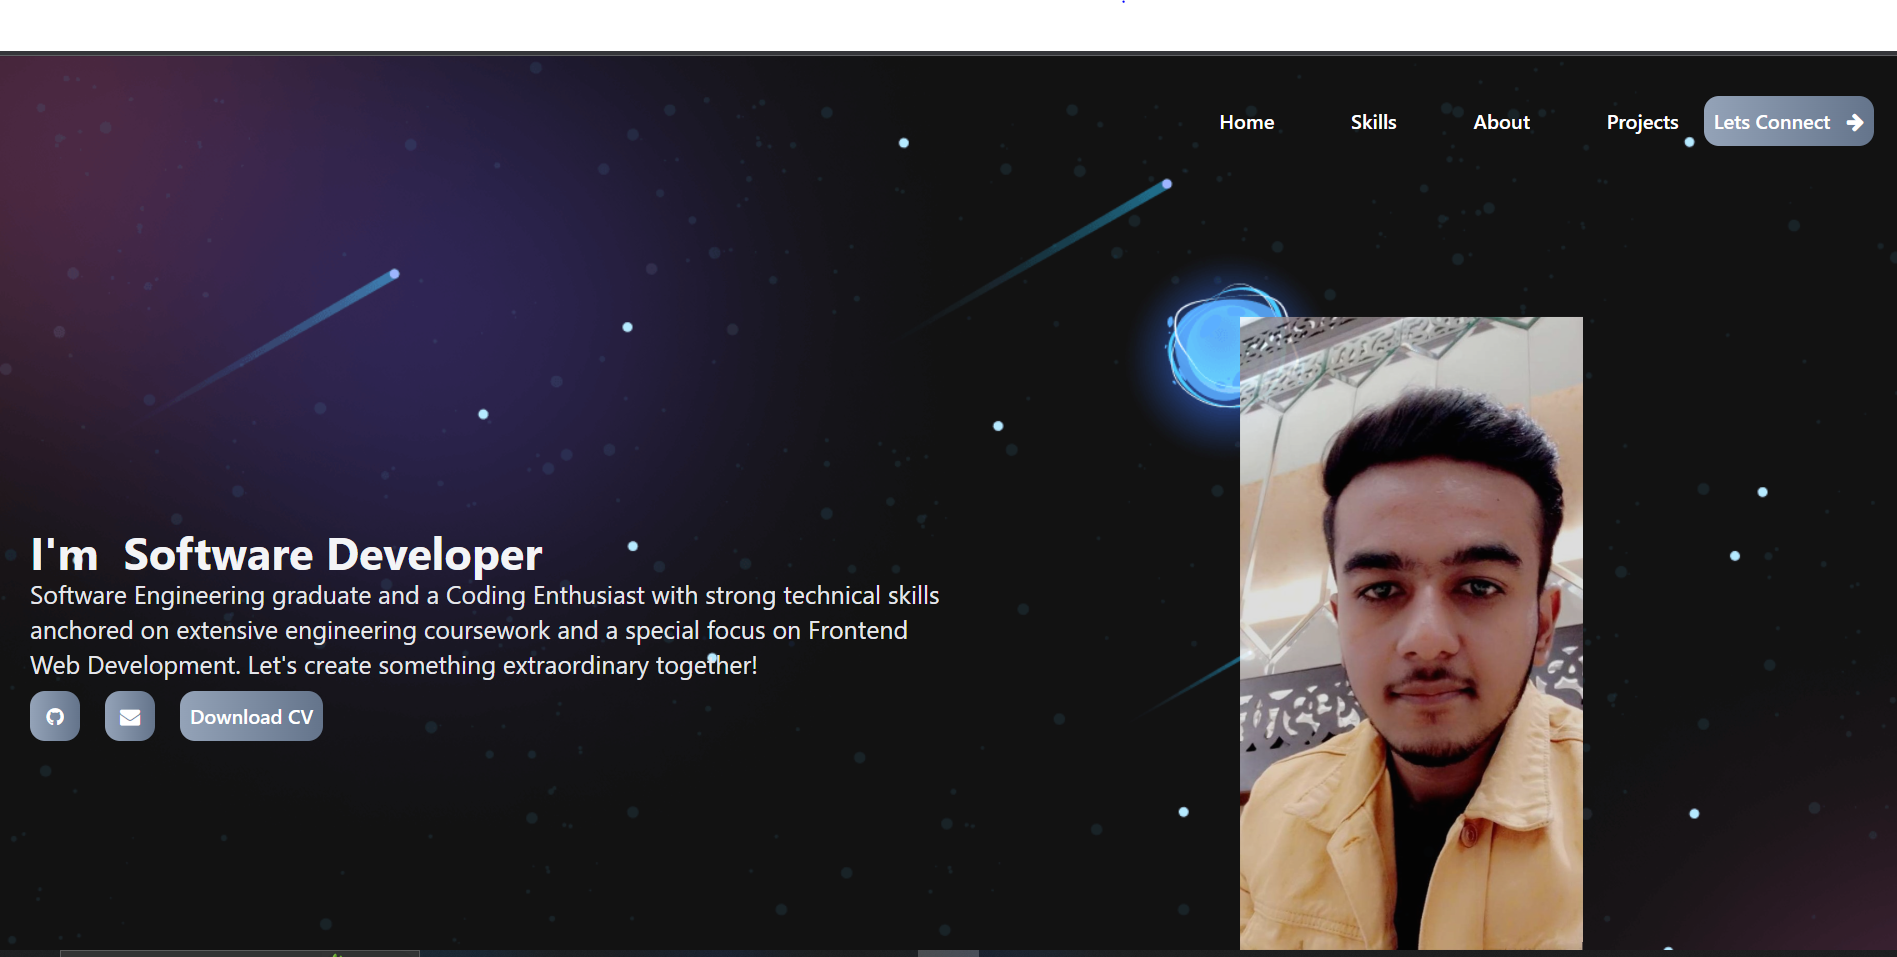 Home
Skills
About
Projects
Lets Connect
I'm Software Developer
Software Engineering graduate and a Coding Enthusiast with strong technical skills
anchored on extensive engineering coursework and a special focus on Frontend
Web Development. Let's create something extraordinary together!
Download CV